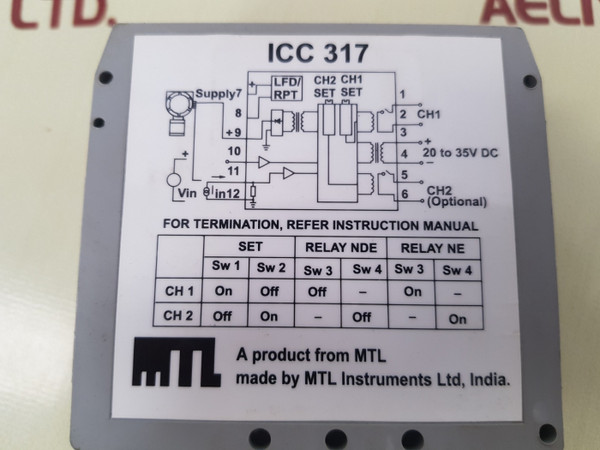 LTD.
ICC 317
Supply7
LFD/
RPT
CH2 CH1
SET SET
8
+9
10
11
Vin
I in12
1
2
3
4
5
6
CH1
+
20 to 35V DC
–
CH2
(Optional)
FOR TERMINATION, REFER INSTRUCTION MANUAL
SET RELAY NDE RELAY NE
Sw 1 Sw 2 Sw 3 Sw 4 Sw 3 Sw 4
CH 1 On Off Off – On –
CH 2 Off On – Off – On
MTL
A product from MTL
made by MTL Instruments Ltd, India.